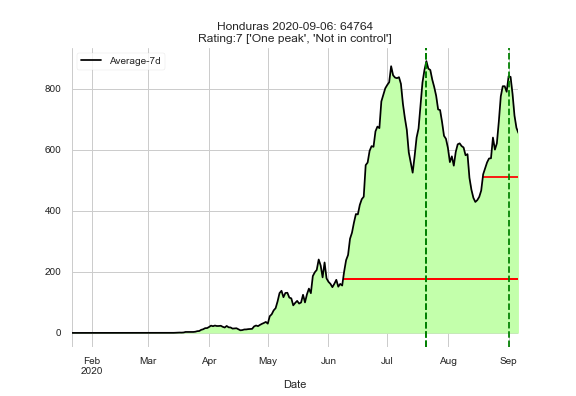 Honduras 2020-09-06: 64764
Rating:7 ['One peak', 'Not in control']
Average-7d
800
600
400
200
0
Feb Mar Apr May Jun Jul Aug Sep
2020
Date